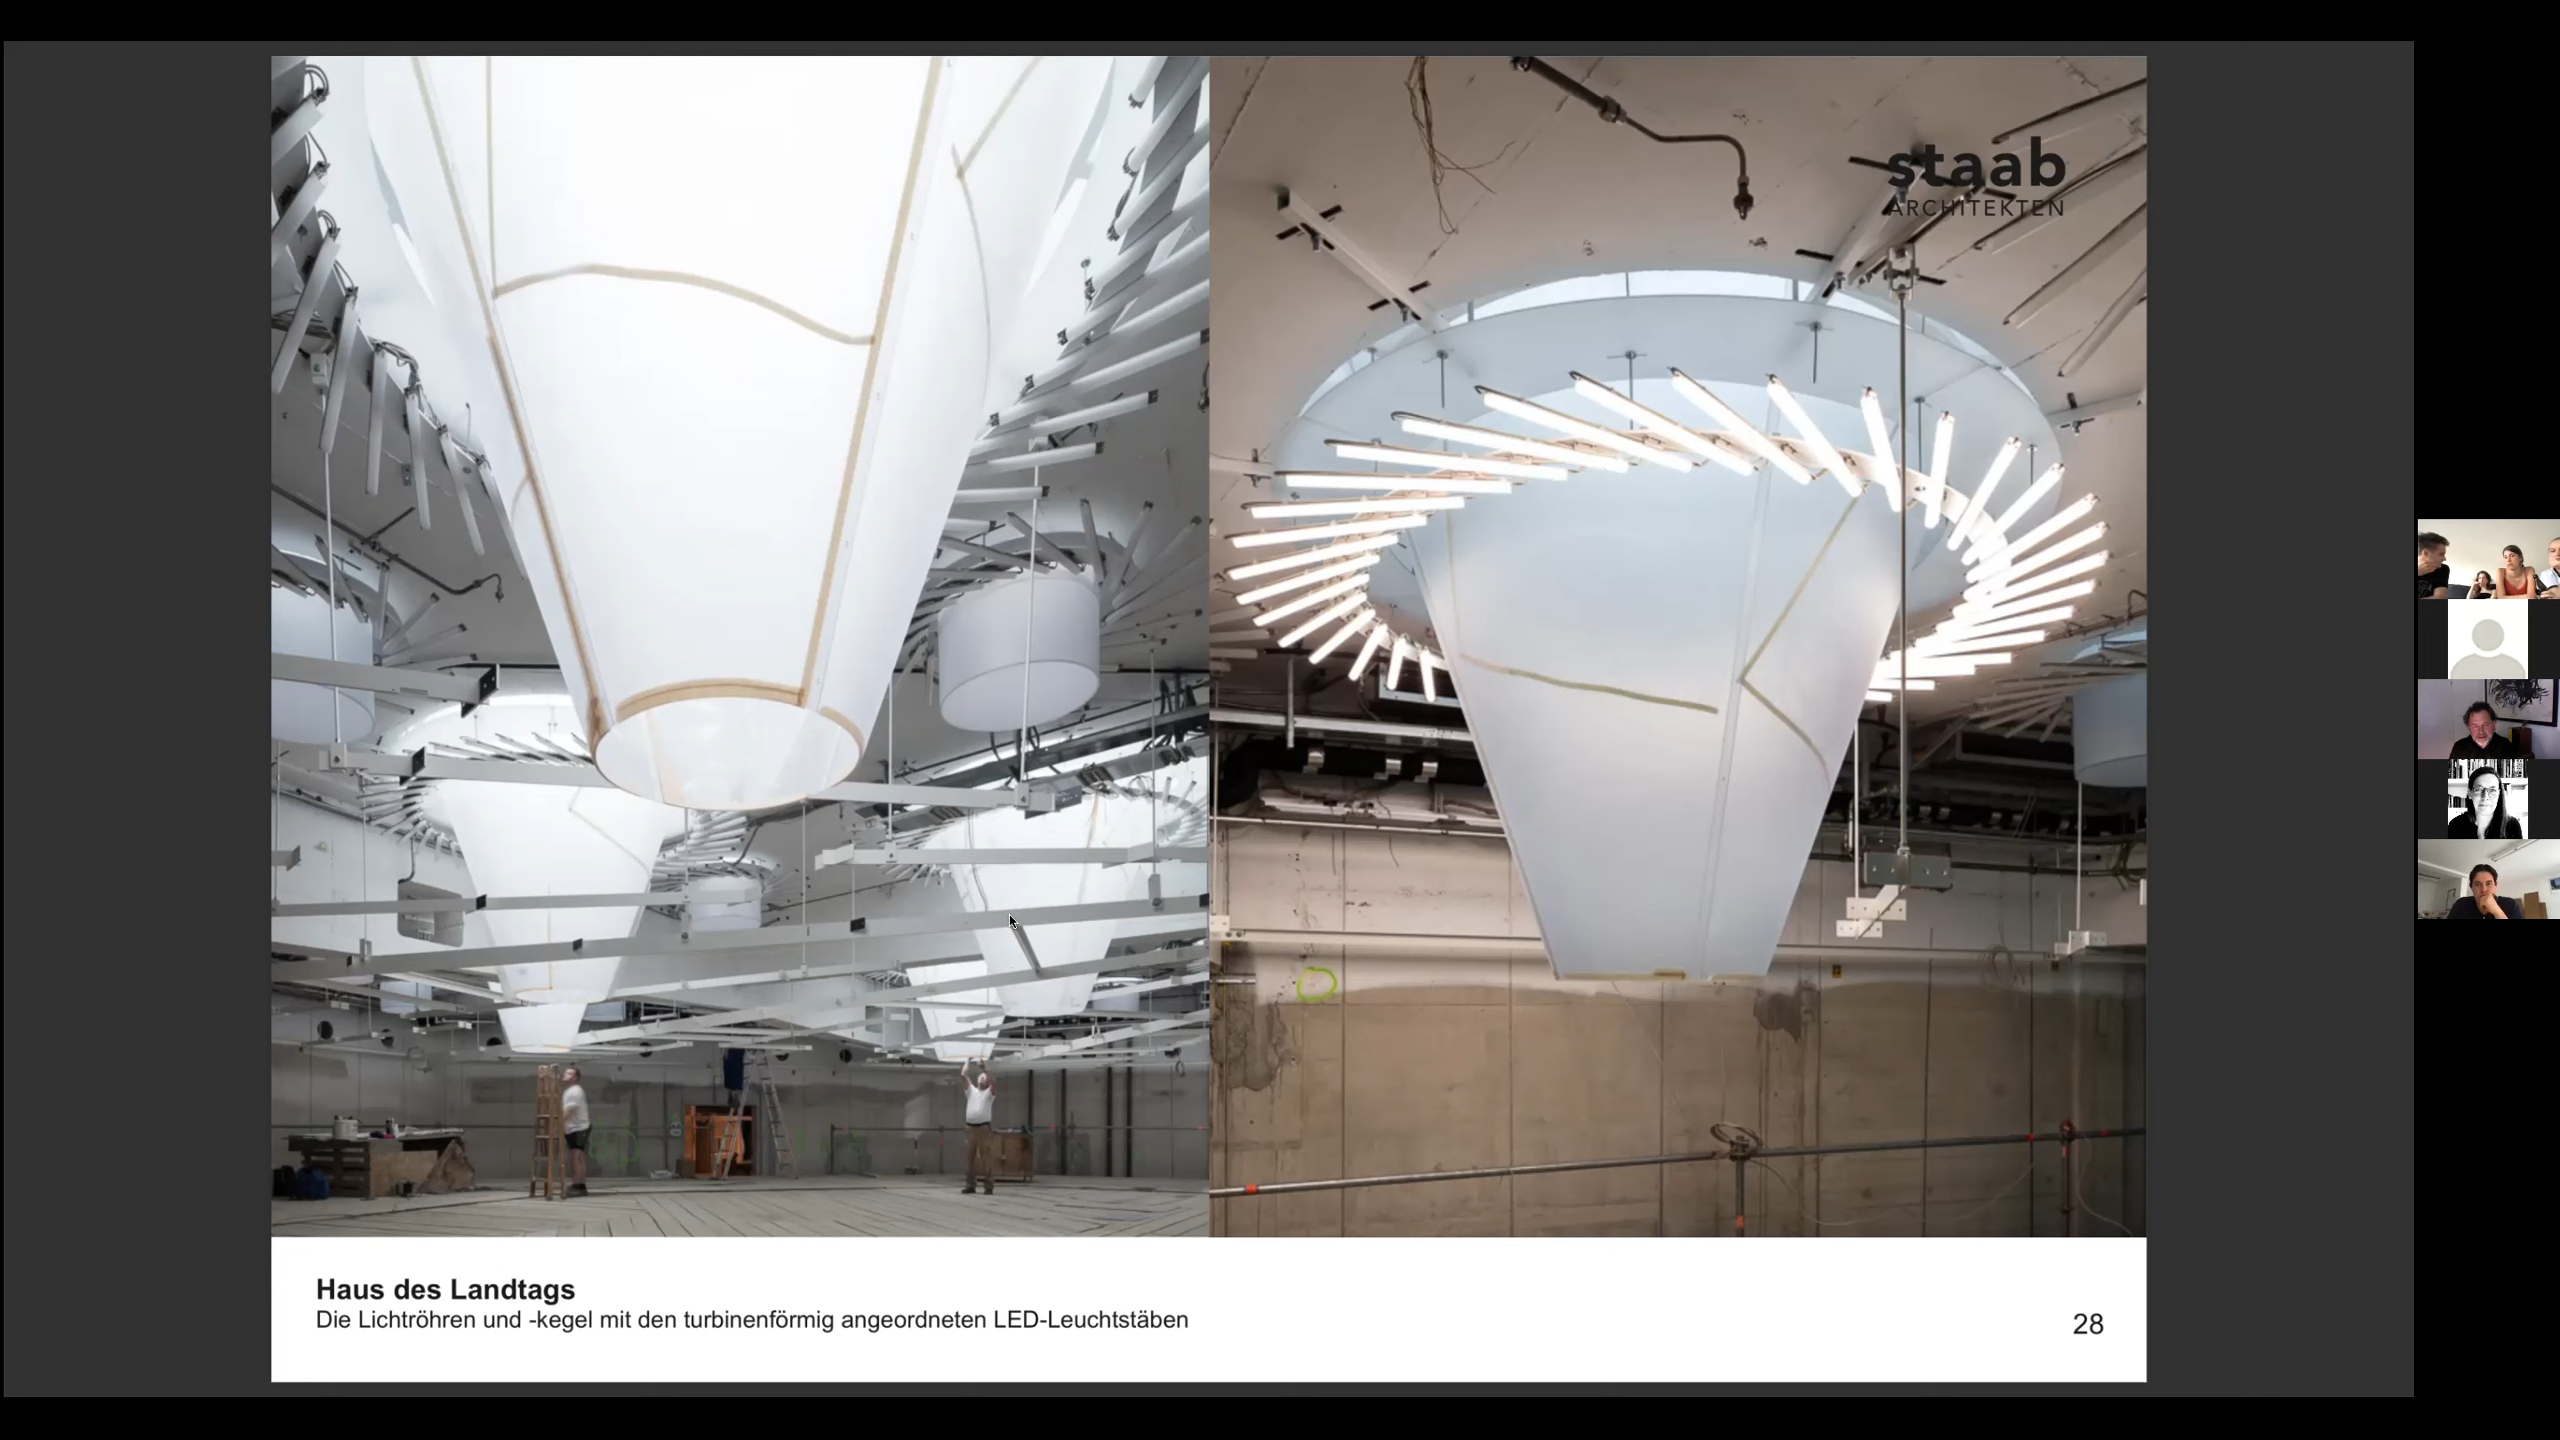 staab
ARCHITEKTEN
Haus des Landtags
Die Lichtröhren und -kegel mit den turbinenförmig angeordneten LED-Leuchtstäben
28